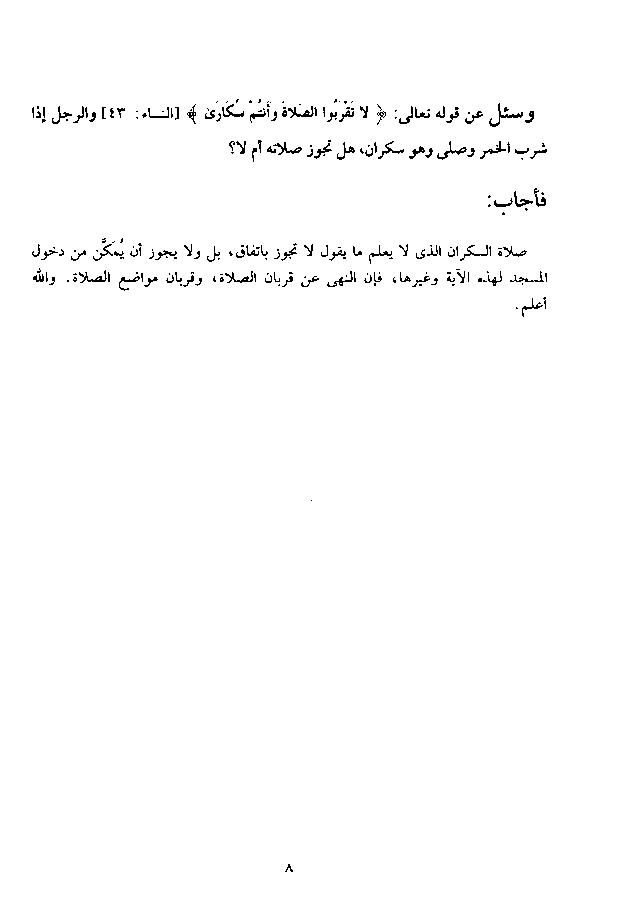 وسئل عن قوله تعالى: ﴿ لا تَقْرَبُوا الصَّلاةَ وَأَنتُمْ سُكَارَىٰ ﴾ [النساء: ٤٣] والرجل إذا
شرب الخمر وصلى وهو سكران، هل تجوز صلاته أم لا؟
فأجاب:
صلاة السكران الذى لا يعلم ما يقول لا تجوز باتفاق، بل ولا يجوز أن يُمَكَّن من دخول
المسجد لهذه الآية وغيرها، فإن النهى عن قربان الصلاة، وقربان مواضع الصلاة. والله
أعلم.
٨